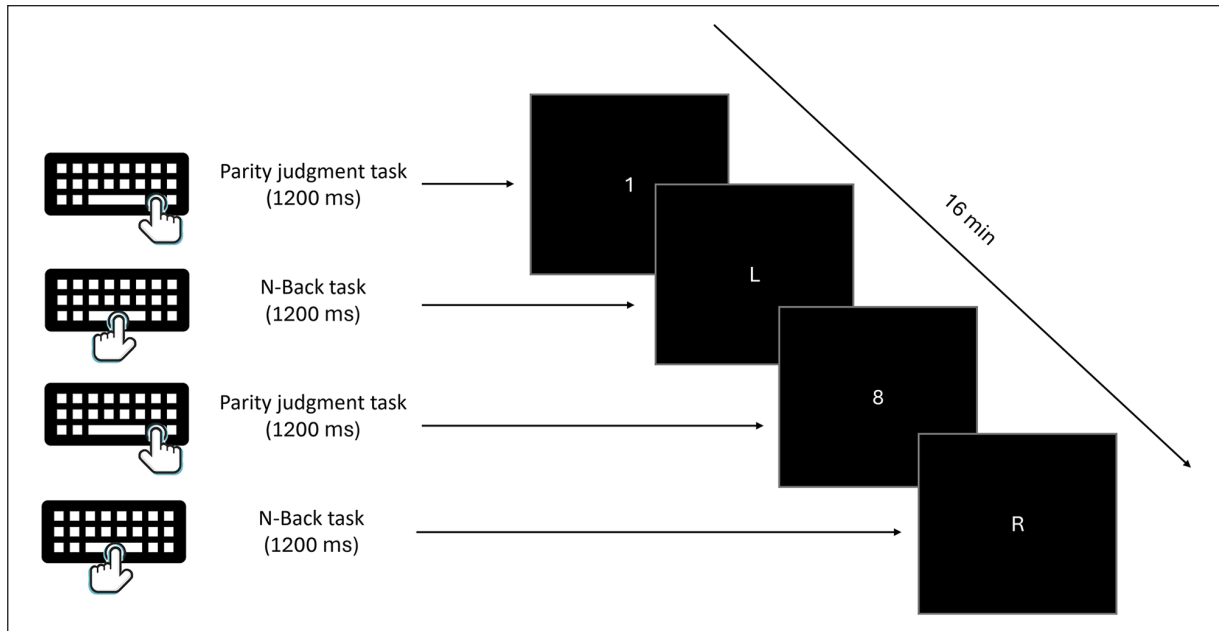 Parity judgment task
(1200 ms)
1
N-Back task
(1200 ms)
L
16 min
Parity judgment task
(1200 ms)
8
N-Back task
(1200 ms)
R